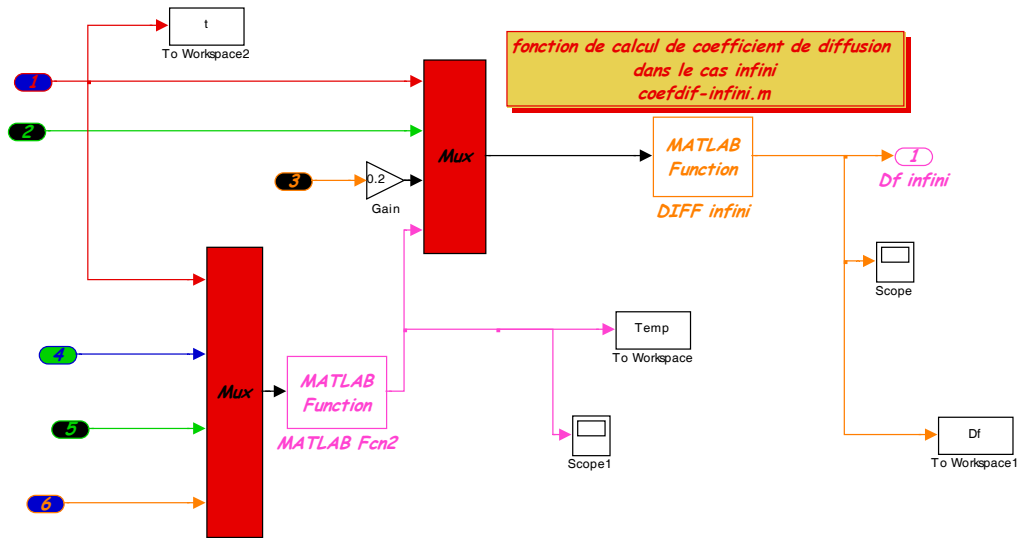 t
To Workspace2
fonction de calcul de coefficient de diffusion
dans le cas infini
coefdif-infini.m
1
2
Mux
MATLAB
Function
DIFF infini
1
Df infini
3
0.2
Gain
Scope
Temp
To Workspace
4
Mux
MATLAB
Function
MATLAB Fcn2
5
Scope1
Df
To Workspace1
6